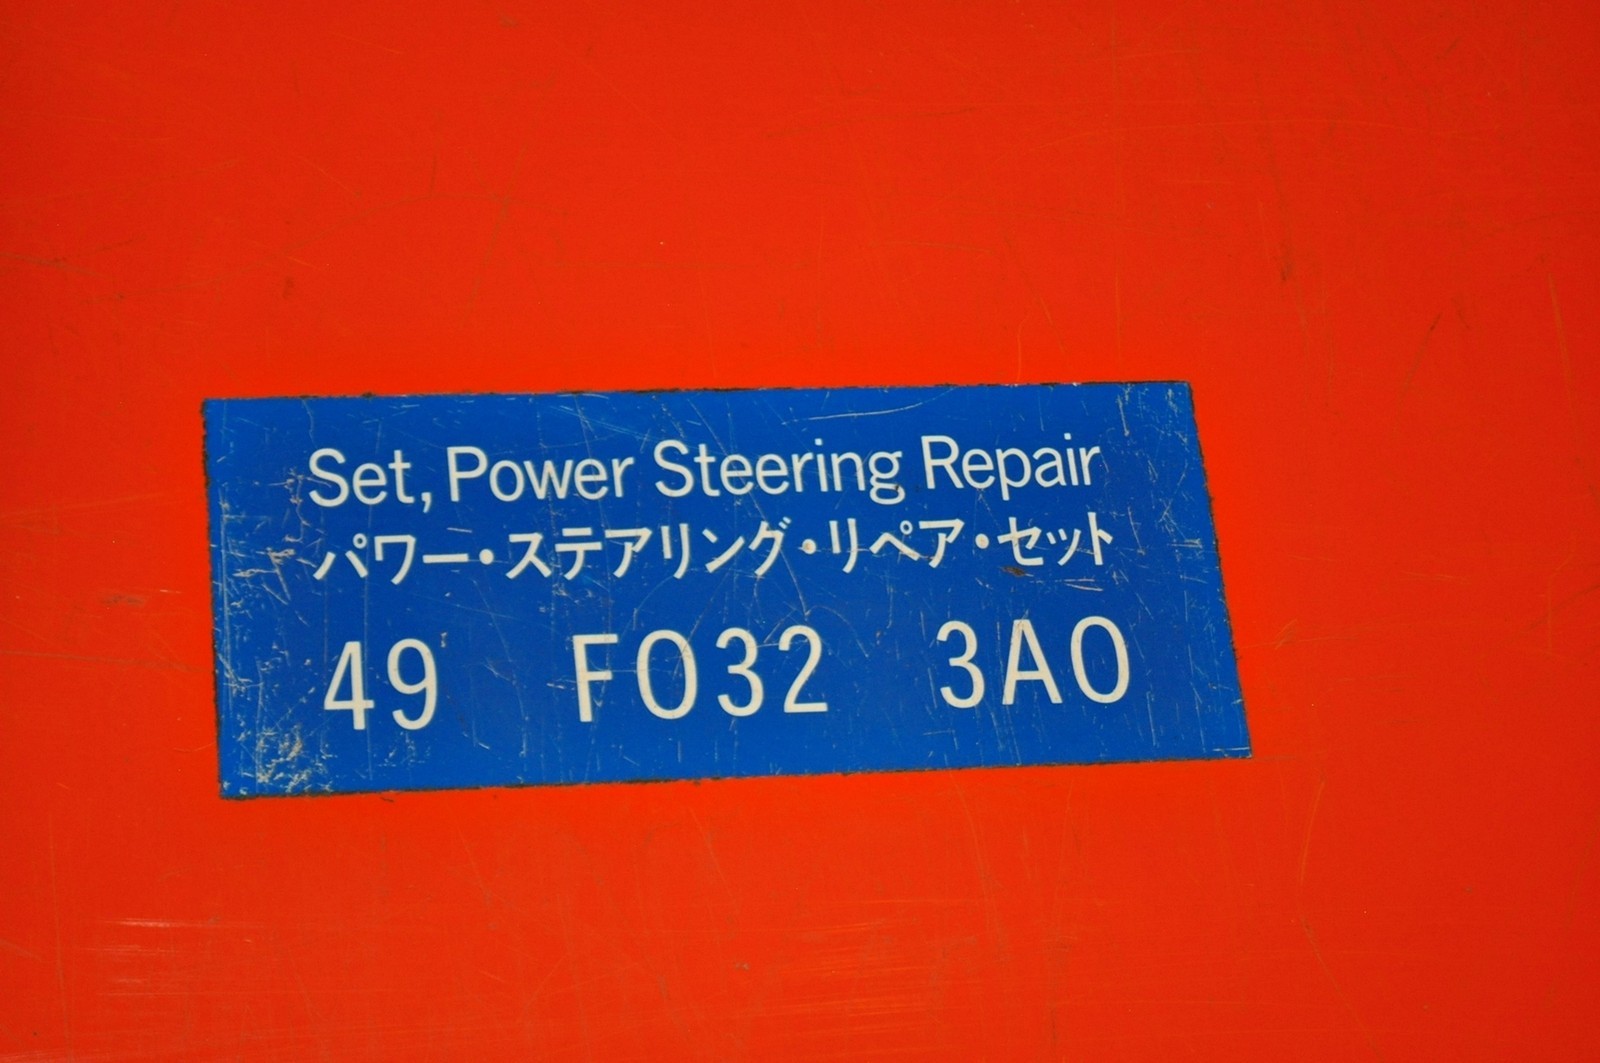 Set, Power Steering Repair
パワー・ステアリング・リペア・セット
49 F032 3A0